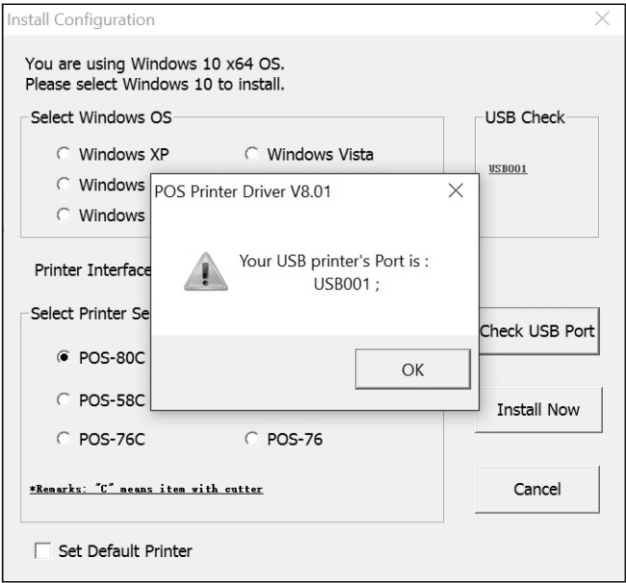 Install Configuration
You are using Windows 10 x64 OS.
Please select Windows 10 to install.
Select Windows OS
USB Check
Windows XP
Windows Vista
USB001
Windows
Windows
POS Printer Driver V8.01
Your USB printer's Port is :
USB001 ;
OK
Printer Interface
Select Printer Se
Check USB Port
POS-80C
POS-58C
Install Now
POS-76C
POS-76
*Remarks: "C" means item with cutter
Cancel
Set Default Printer